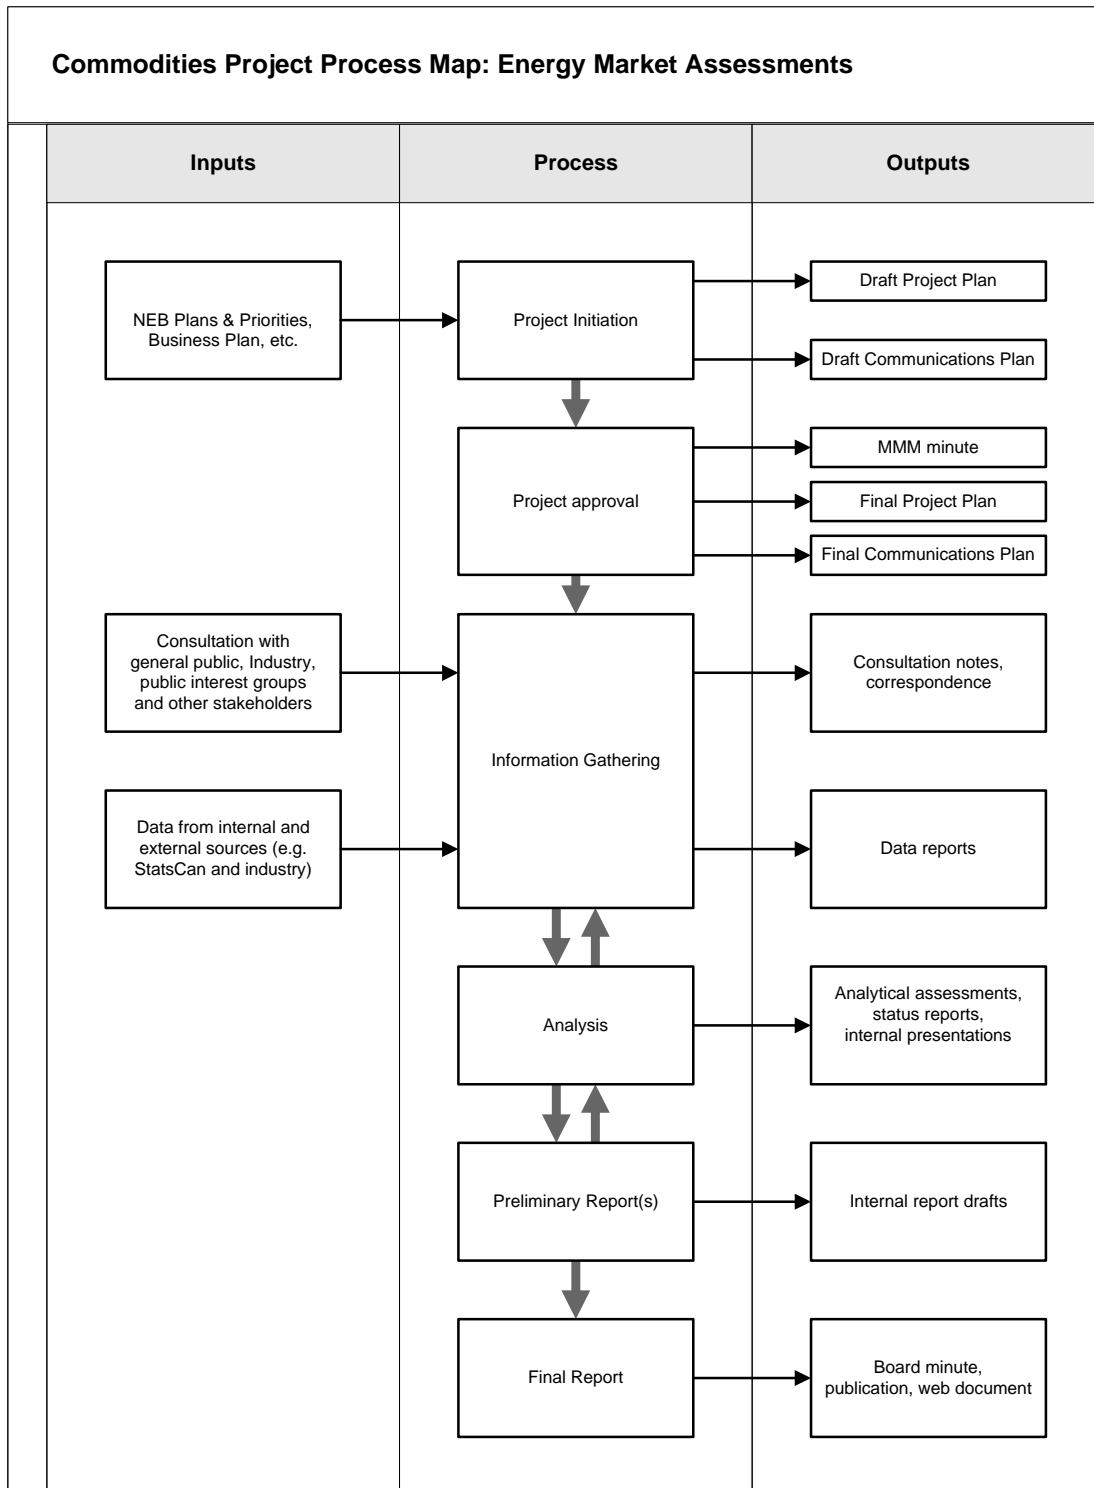 Commodities Project Process Map: Energy Market Assessments
Inputs
Process
Outputs
NEB Plans & Priorities,
Business Plan, etc.
Project Initiation
Draft Project Plan
Draft Communications Plan
Project approval
MMM minute
Final Project Plan
Final Communications Plan
Consultation with
general public, Industry,
public interest groups
and other stakeholders
Information Gathering
Consultation notes,
correspondence
Data from internal and
external sources (e.g.
StatsCan and industry)
Data reports
Analysis
Analytical assessments,
status reports,
internal presentations
Preliminary Report(s)
Internal report drafts
Final Report
Board minute,
publication, web document